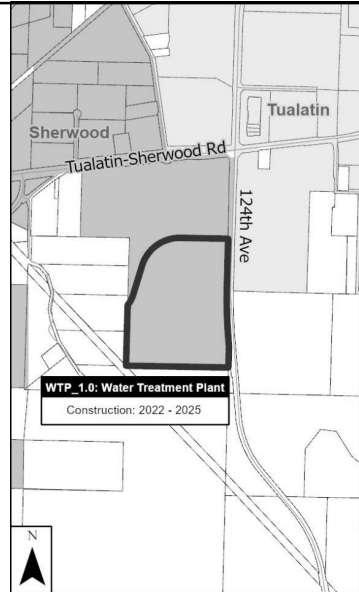 Tualatin
Sherwood
Tualatin-Sherwood Rd
124th Ave
WTP_1.0: Water Treatment Plant
Construction: 2022 - 2025
N